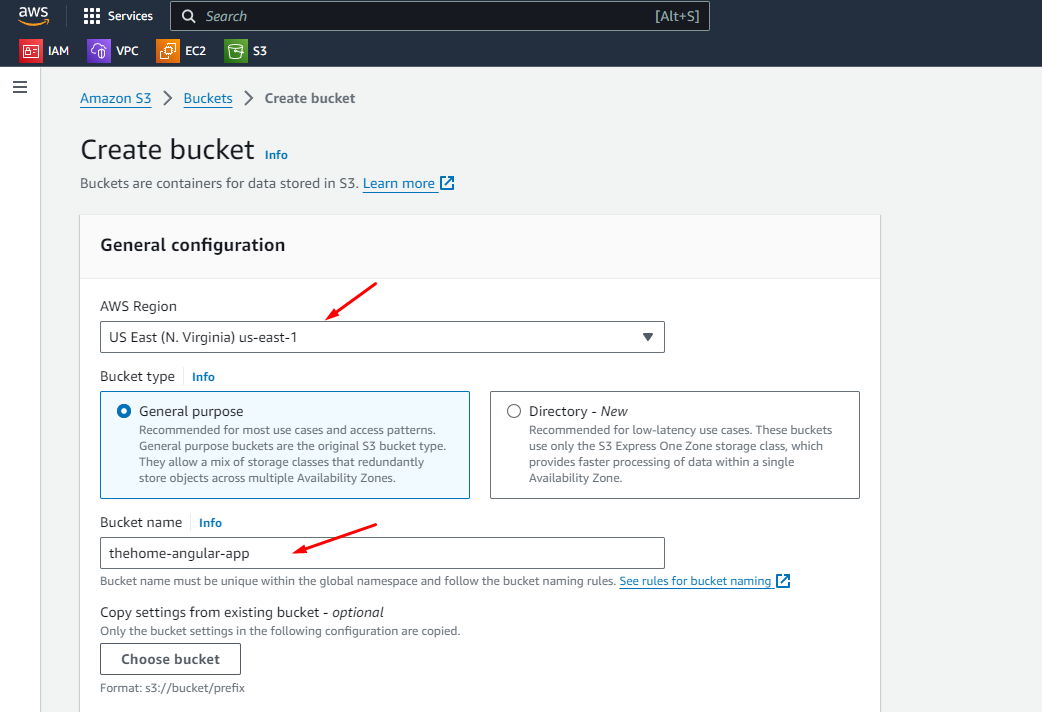 aws Services Search [Alt+S]
IAM VPC EC2 S3
Amazon S3 Buckets Create bucket
Create bucket Info
Buckets are containers for data stored in S3. Learn more
General configuration
AWS Region
US East (N. Virginia) us-east-1
Bucket type Info
General purpose
Recommended for most use cases and access patterns.
General purpose buckets are the original S3 bucket type.
They allow a mix of storage classes that redundantly
store objects across multiple Availability Zones.
Directory - New
Recommended for low-latency use cases. These buckets
use only the S3 Express One Zone storage class, which
provides faster processing of data within a single
Availability Zone.
Bucket name Info
thehome-angular-app
Bucket name must be unique within the global namespace and follow the bucket naming rules. See rules for bucket naming
Copy settings from existing bucket - optional
Only the bucket settings in the following configuration are copied.
Choose bucket
Format: s3://bucket/prefix